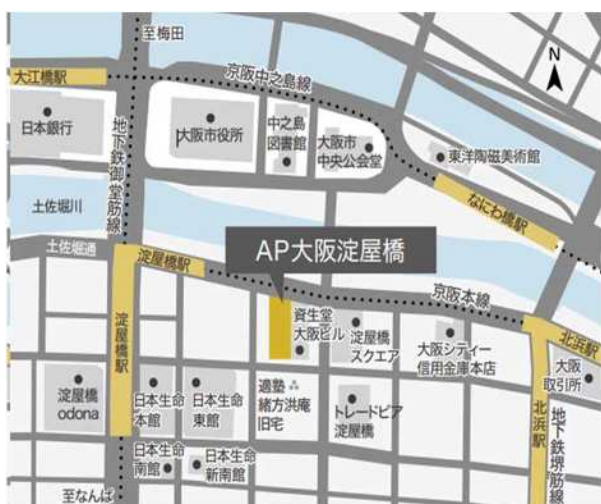 至梅田
N
大江橋駅
京阪中之島線
日本銀行
地下鉄御堂筋線
大阪市役所
中之島
図書館
大阪市
中央公会堂
東洋陶磁美術館
なにわ橋駅
土佐堀川
土佐堀通
淀屋橋駅
AP大阪淀屋橋
京阪本線
北浜駅
淀屋橋駅
資生堂
大阪ビル
淀屋橋
スクエア
大阪シティー
信用金庫本店
大阪
取引所
淀屋橋
odona
日本生命
本館
日本生命
東館
適塾
緒方洪庵
旧宅
トレードピア
淀屋橋
北浜駅
地下鉄堺筋線
日本生命
南館
日本生命
新南館
至なんば